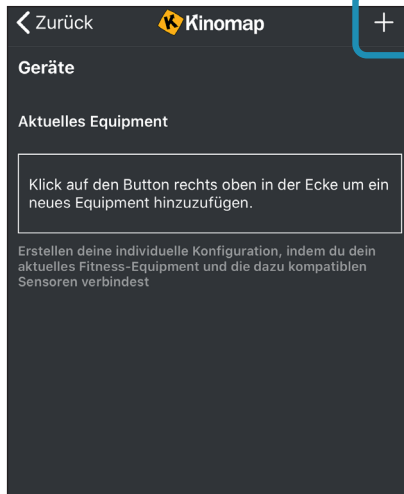 Zurück
Kinomap
+
Geräte
Aktuelles Equipment
Klick auf den Button rechts oben in der Ecke um ein
neues Equipment hinzuzufügen.
Erstellen deine individuelle Konfiguration, indem du dein
aktuelles Fitness-Equipment und die dazu kompatiblen
Sensoren verbindest